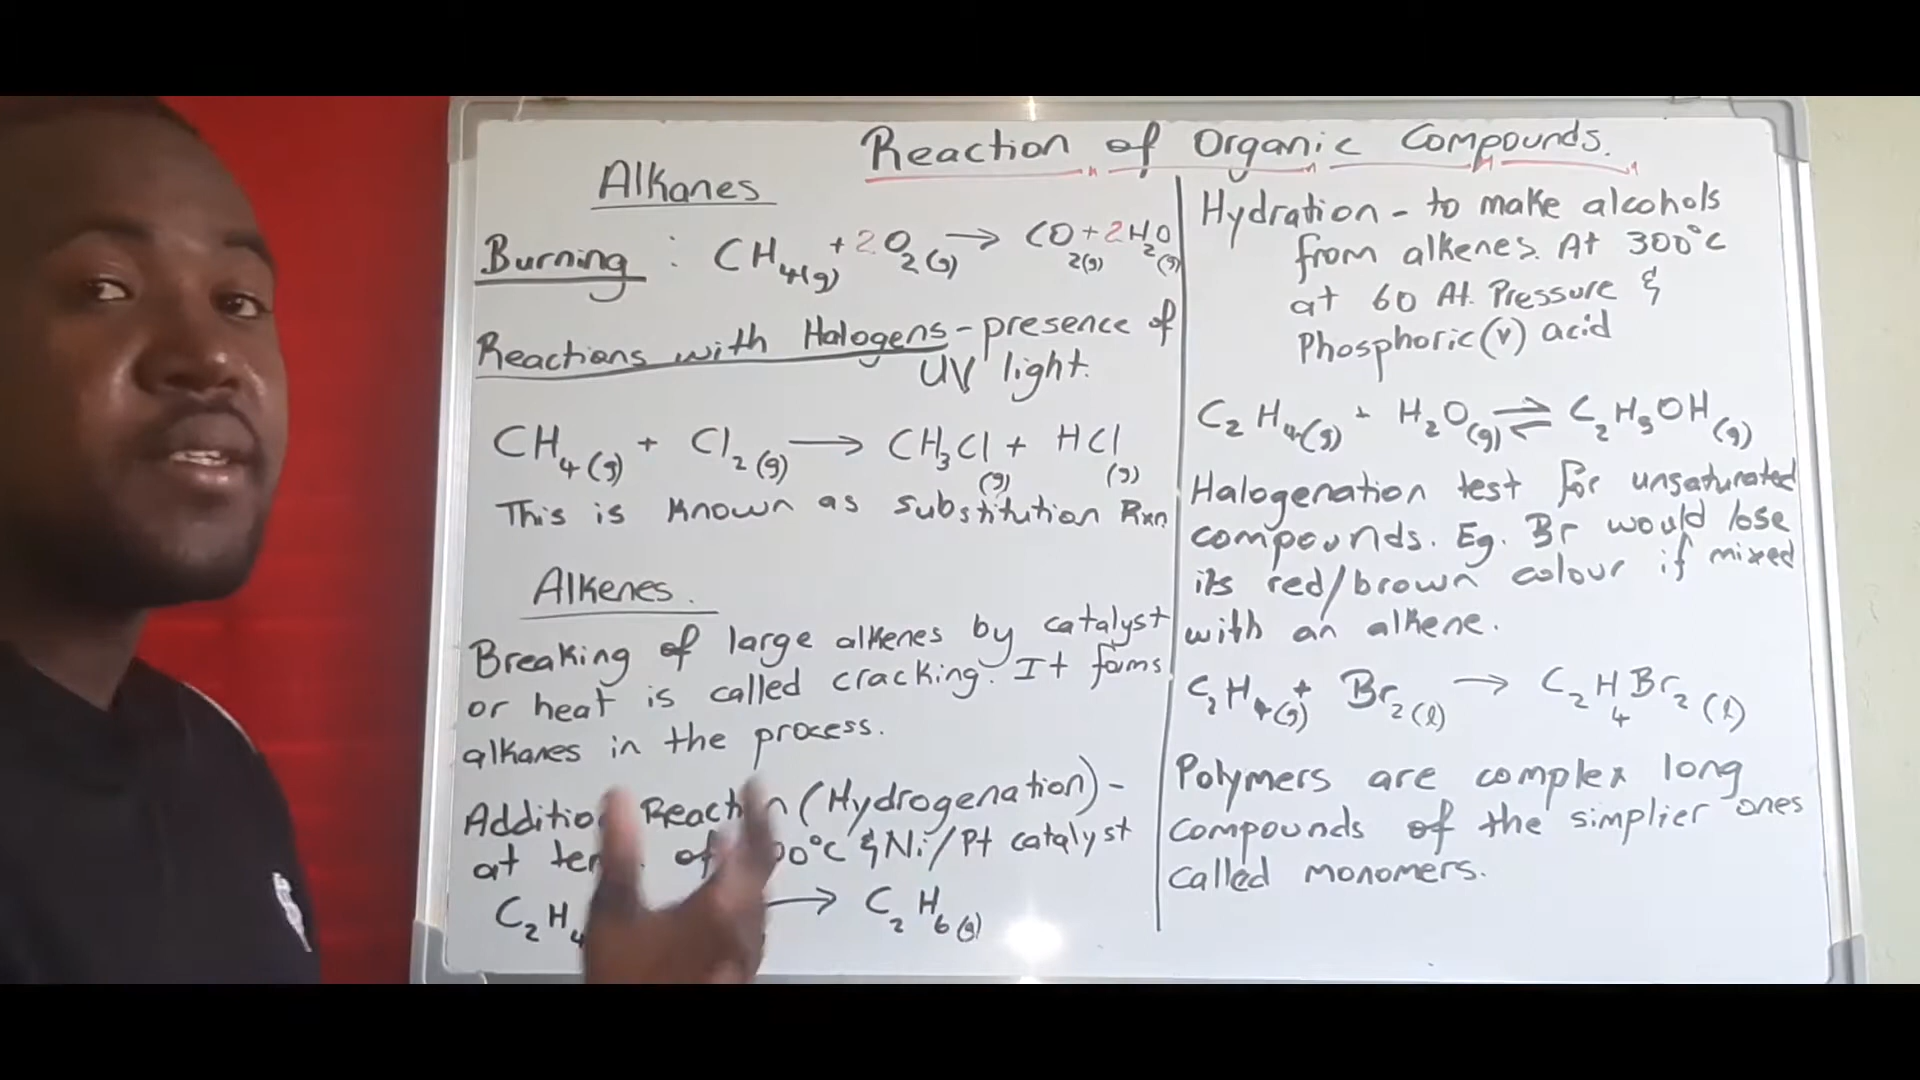 Reaction of Organic Compounds.
Alkanes
Burning : CH4(g) + 2O2(g) → CO2(g) + 2H2O(g)
Reactions with Halogens - presence of
UV light.
CH4(g) + Cl2(g) → CH3Cl(g) + HCl(g)
This is known as substitution Rxn
Alkenes.
Breaking of large alkenes by catalyst
or heat is called cracking. It forms
alkanes in the process.
Addition Reaction (Hydrogenation) -
at of °C & Ni/Pt catalyst
C2H4 → C2H6(g)
Hydration - to make alcohols
from alkenes. At 300°C
at 60 At. Pressure &
Phosphoric(v) acid
C2H4(g) + H2O(g) ⇌ C2H5OH(g)
Halogenation test for unsaturated
compounds. Eg. Br would lose
its red/brown colour if mixed
with an alkene.
C2H4(g) + Br2(l) → C2H4Br2(l)
Polymers are complex long
compounds of the simplier ones
called monomers.